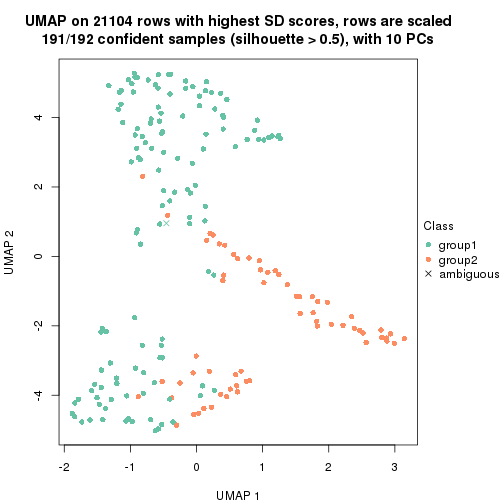 UMAP on 21104 rows with highest SD scores, rows are scaled
191/192 confident samples (silhouette > 0.5), with 10 PCs
4
2
0
-2
-4
UMAP 2
-2
-1
0
1
2
3
UMAP 1
Class
group1
group2
ambiguous